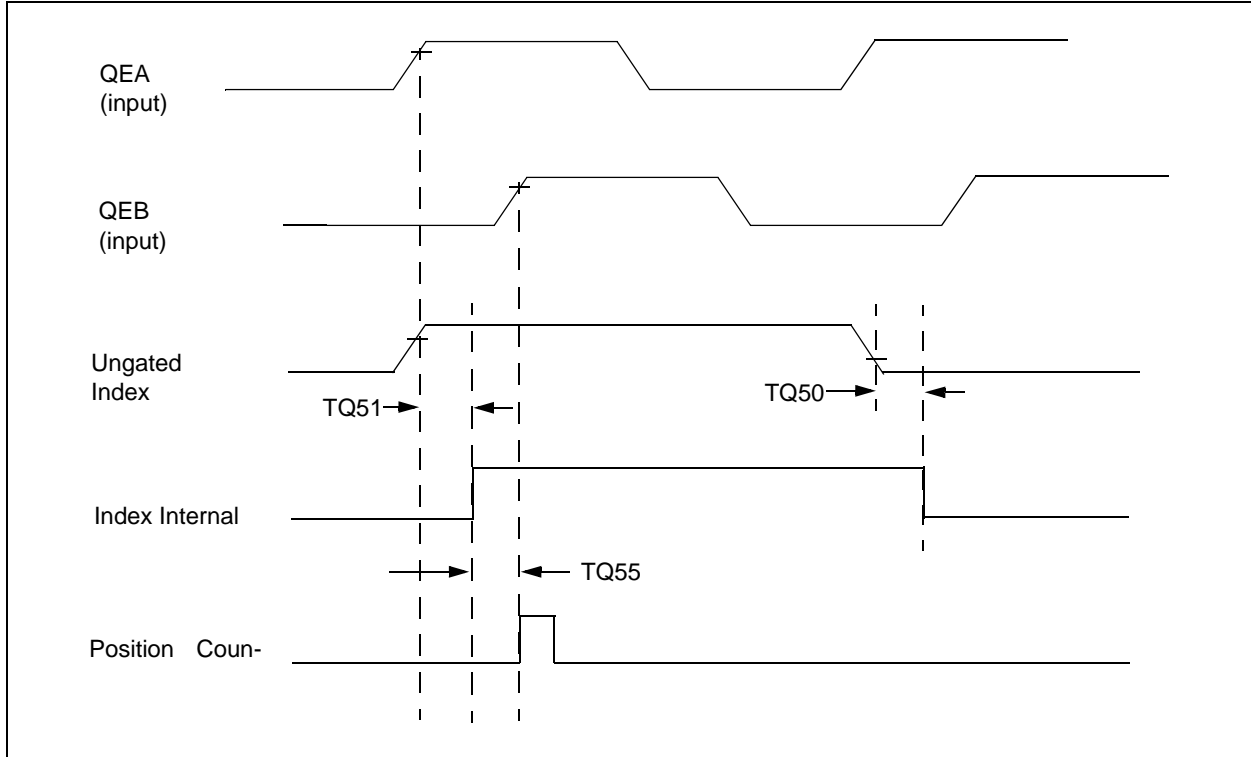 QEA
(input)
QEB
(input)
Ungated
Index
TQ51
TQ50
Index Internal
TQ55
Position Coun-